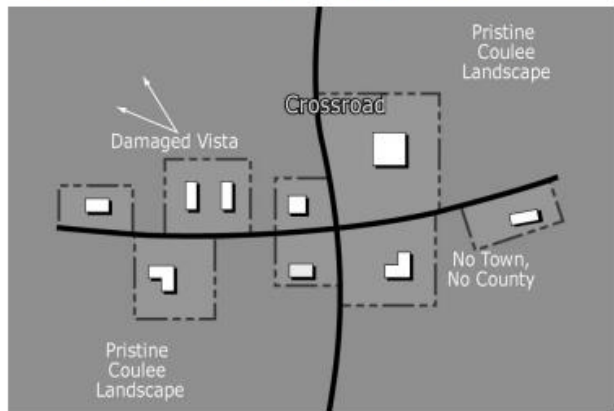 Pristine
Coulee
Landscape
Crossroad
Damaged Vista
No Town,
No County
Pristine
Coulee
Landscape